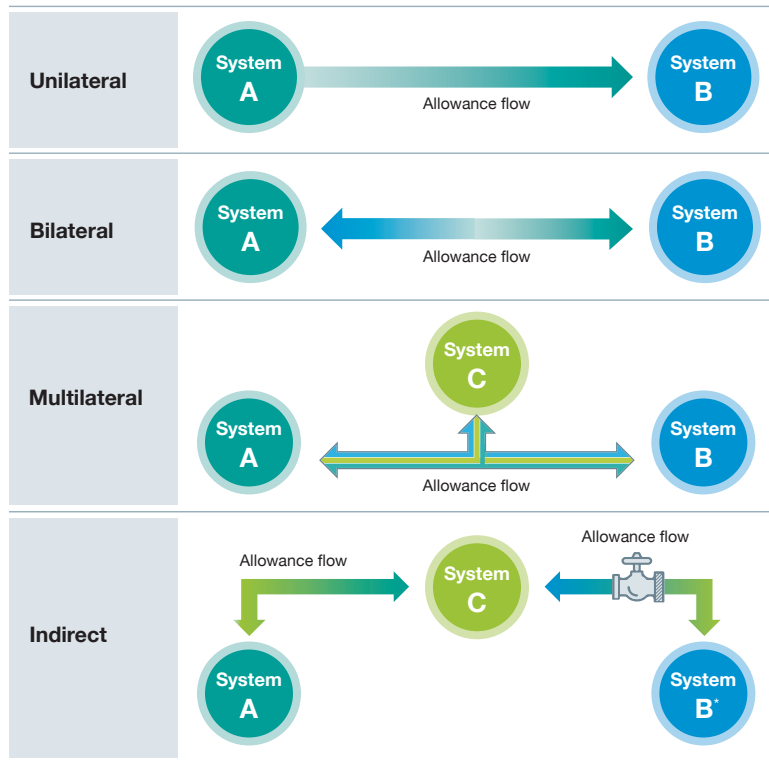 Unilateral
System
A
Allowance flow
System
B
Bilateral
System
A
Allowance flow
System
B
Multilateral
System
C
System
A
Allowance flow
System
B
Indirect
Allowance flow
System
C
Allowance flow
System
A
System
B*